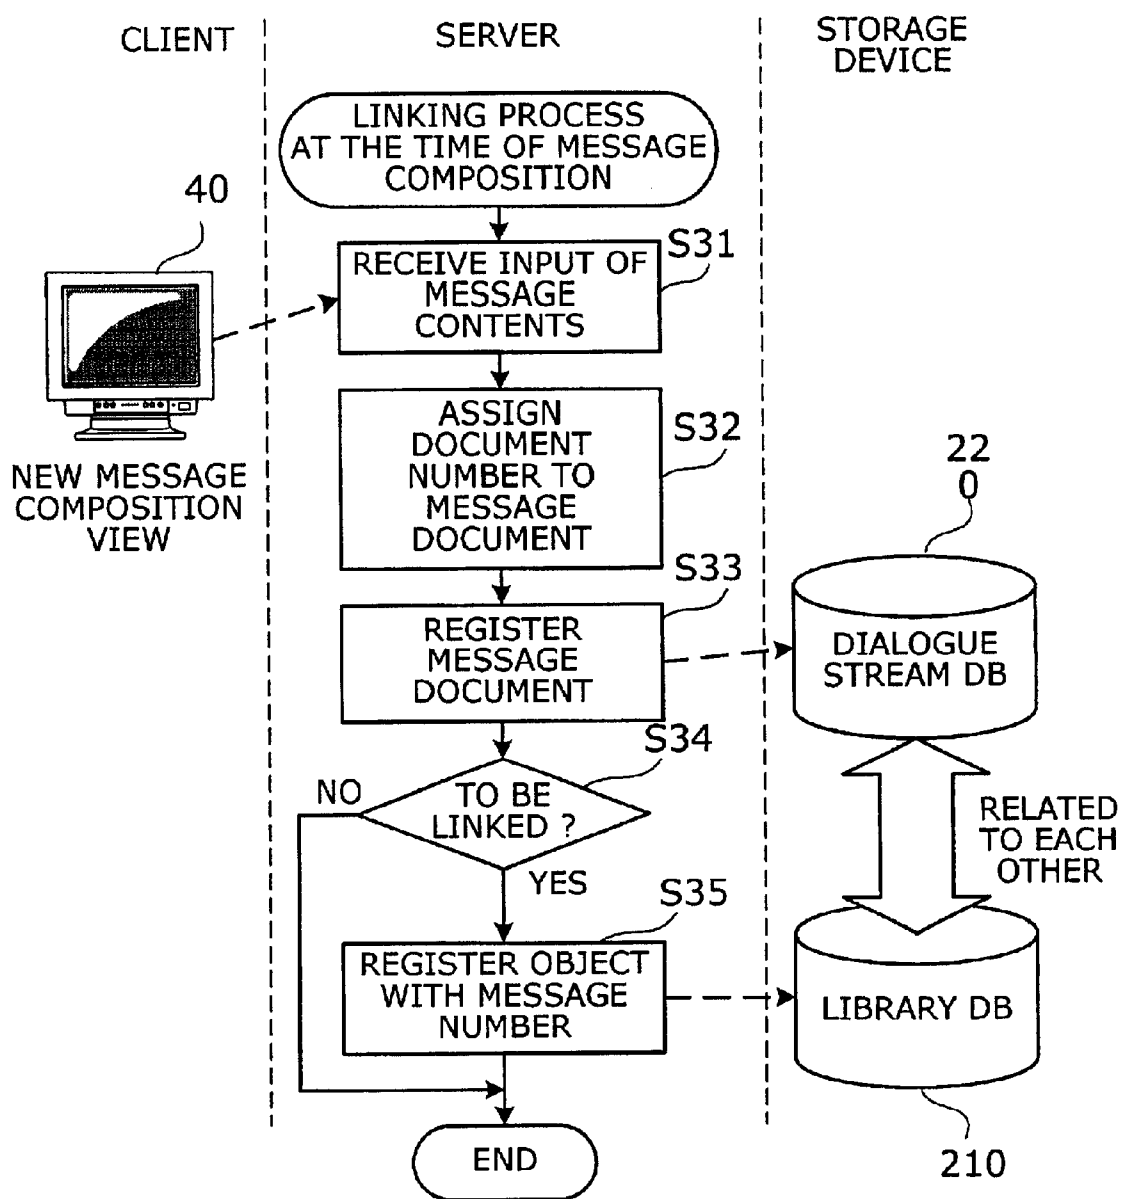 CLIENT
SERVER
STORAGE
DEVICE
LINKING PROCESS
AT THE TIME OF MESSAGE
COMPOSITION
40
S31
RECEIVE INPUT OF
MESSAGE
CONTENTS
NEW MESSAGE
COMPOSITION
VIEW
S32
ASSIGN
DOCUMENT
NUMBER TO
MESSAGE
DOCUMENT
S33
REGISTER
MESSAGE
DOCUMENT
22
0
DIALOGUE
STREAM DB
S34
TO BE
LINKED ?
NO
YES
RELATED
TO EACH
OTHER
S35
REGISTER OBJECT
WITH MESSAGE
NUMBER
LIBRARY DB
210
END